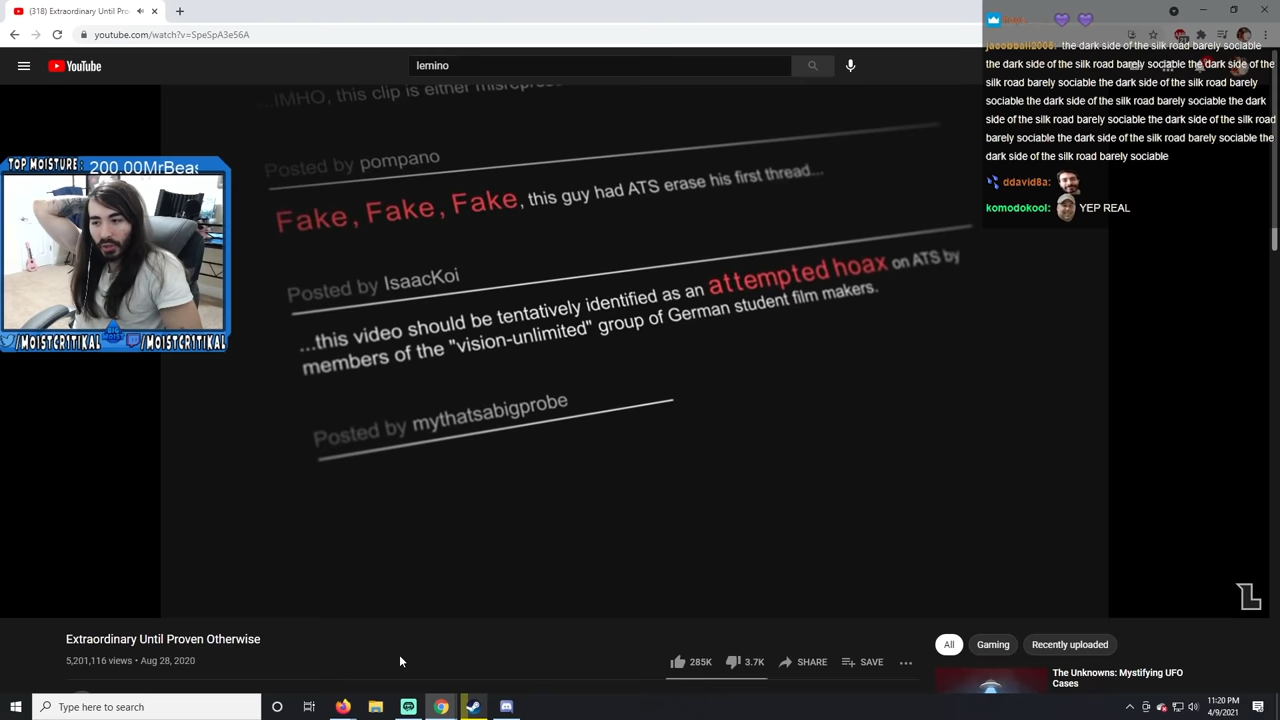 (318) Extraordinary Until Pro
youtube.com/watch?v=SpeSpA3e56A
YouTube
lemino
...IMHO, this clip is either
Posted by pompano
Fake, Fake, Fake, this guy had ATS erase his first thread...
Posted by IsaacKoi
...this video should be tentatively identified as an attempted hoax on ATS by
members of the "vision-unlimited" group of German student film makers.
Posted by mythatsabigprobe
TOP MOISTURE: 200.00MrBeas
/MOISTCR1TIKAL
BIG MOIST
/MOISTCR1TIKAL
jacobball2008: the dark side of the silk road barely sociable
the dark side of the silk road barely sociable the dark side of the
silk road barely sociable the dark side of the silk road barely
sociable the dark side of the silk road barely sociable the dark
side of the silk road barely sociable the dark side of the silk road
barely sociable the dark side of the silk road barely sociable the
dark side of the silk road barely sociable
ddavid8a:
komodokool: YEP REAL
Extraordinary Until Proven Otherwise
5,201,116 views • Aug 28, 2020
285K
3.7K
SHARE
SAVE
All
Gaming
Recently uploaded
The Unknowns: Mystifying UFO
Cases
Type here to search
11:20 PM
4/9/2021